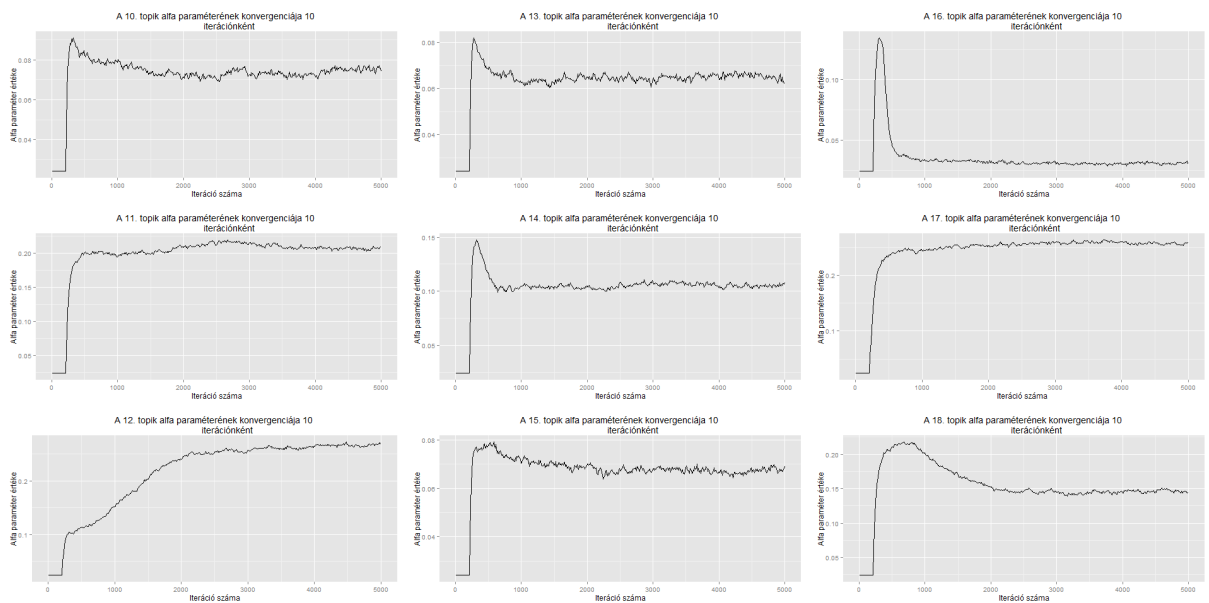 A 10. topik alfa paraméterének konvergenciája 10
iterációnként
Alfa paraméter értéke
0.08
0.06
0.04
0 1000 2000 3000 4000 5000
Iteráció száma
A 13. topik alfa paraméterének konvergenciája 10
iterációnként
Alfa paraméter értéke
0.08
0.06
0.04
0 1000 2000 3000 4000 5000
Iteráció száma
A 16. topik alfa paraméterének konvergenciája 10
iterációnként
Alfa paraméter értéke
0.10
0.05
0 1000 2000 3000 4000 5000
Iteráció száma
A 11. topik alfa paraméterének konvergenciája 10
iterációnként
Alfa paraméter értéke
0.20
0.15
0.10
0.05
0 1000 2000 3000 4000 5000
Iteráció száma
A 14. topik alfa paraméterének konvergenciája 10
iterációnként
Alfa paraméter értéke
0.15
0.10
0.05
0 1000 2000 3000 4000 5000
Iteráció száma
A 17. topik alfa paraméterének konvergenciája 10
iterációnként
Alfa paraméter értéke
0.2
0.1
0 1000 2000 3000 4000 5000
Iteráció száma
A 12. topik alfa paraméterének konvergenciája 10
iterációnként
Alfa paraméter értéke
0.2
0.1
0 1000 2000 3000 4000 5000
Iteráció száma
A 15. topik alfa paraméterének konvergenciája 10
iterációnként
Alfa paraméter értéke
0.08
0.06
0.04
0 1000 2000 3000 4000 5000
Iteráció száma
A 18. topik alfa paraméterének konvergenciája 10
iterációnként
Alfa paraméter értéke
0.20
0.15
0.10
0.05
0 1000 2000 3000 4000 5000
Iteráció száma